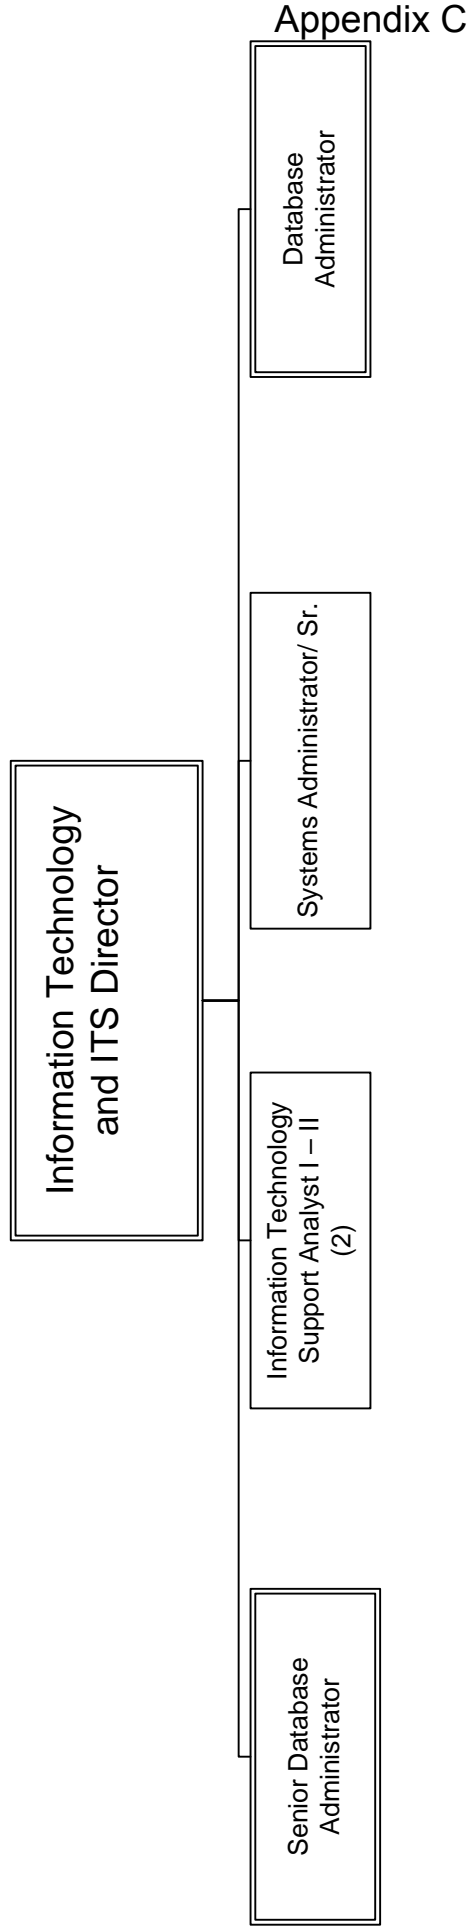 Appendix C
Information Technology
and ITS Director
Senior Database
Administrator
Information Technology
Support Analyst I – II
(2)
Systems Administrator/ Sr.
Database
Administrator